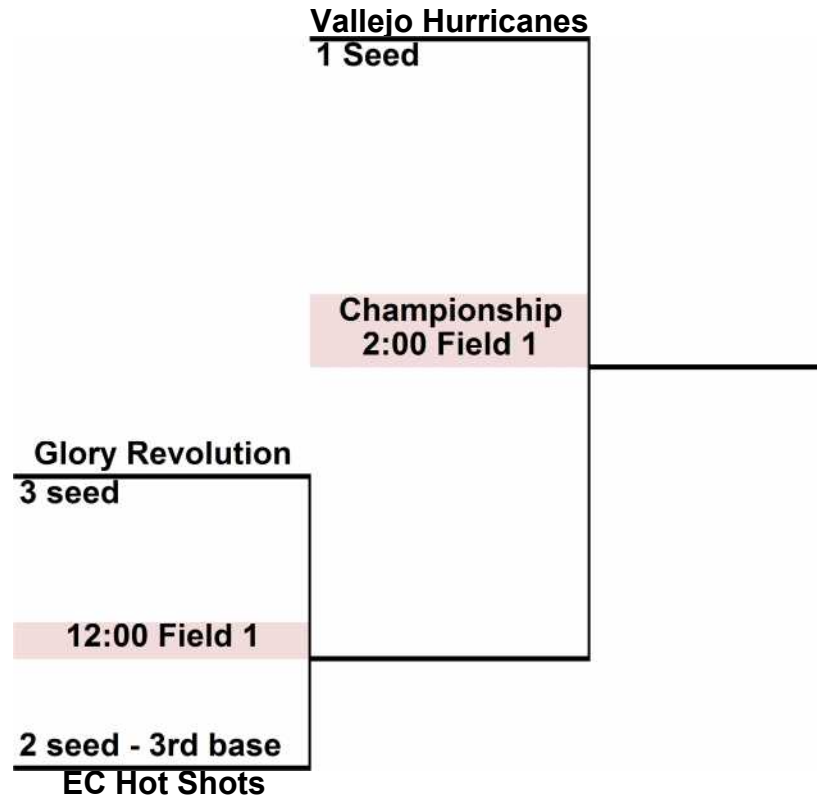 Vallejo Hurricanes
1 Seed
Championship
2:00 Field 1
Glory Revolution
3 seed
12:00 Field 1
2 seed - 3rd base
EC Hot Shots